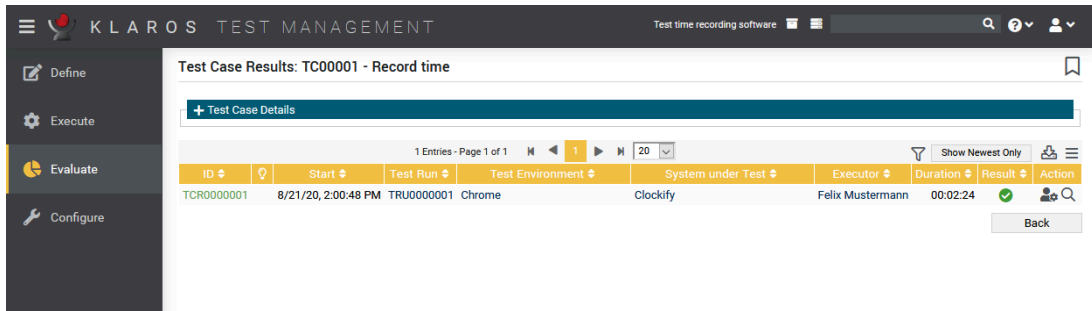 KLAROS TEST MANAGEMENT
Test time recording software
Define
Execute
Evaluate
Configure
Test Case Results: TC00001 - Record time
Test Case Details
1 Entries - Page 1 of 1 1 20 Show Newest Only
ID Start Test Run Test Environment System under Test Executor Duration Result Action
TCR0000001 8/21/20, 2:00:48 PM TRU0000001 Chrome Clockify Felix Mustermann 00:02:24
Back